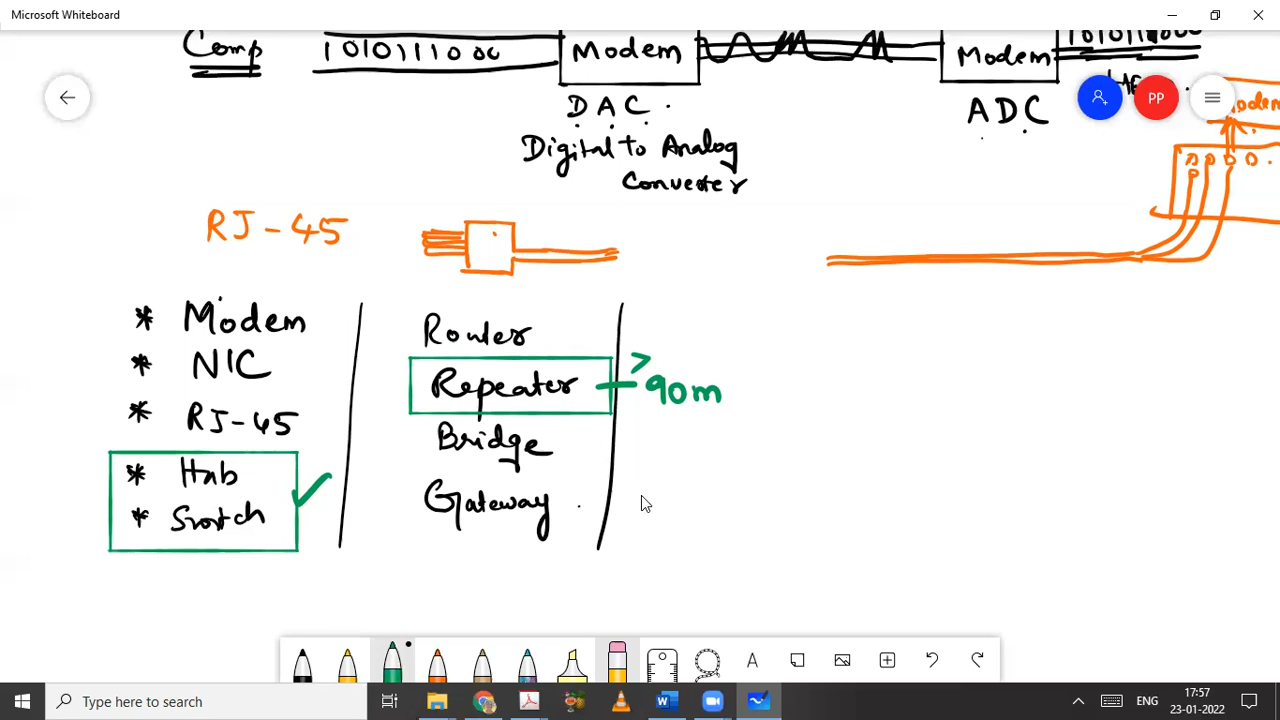 Microsoft Whiteboard
Comp
1010111000
Modem
Modem
DAC.
ADC
Digital to Analog
Converter
PP
Modem
RJ-45
* Modem
* NIC
* RJ-45
* Hub
* Switch
Router
Repeater
> 90m
Bridge
Gateway.
Type here to search
ENG
17:57
23-01-2022